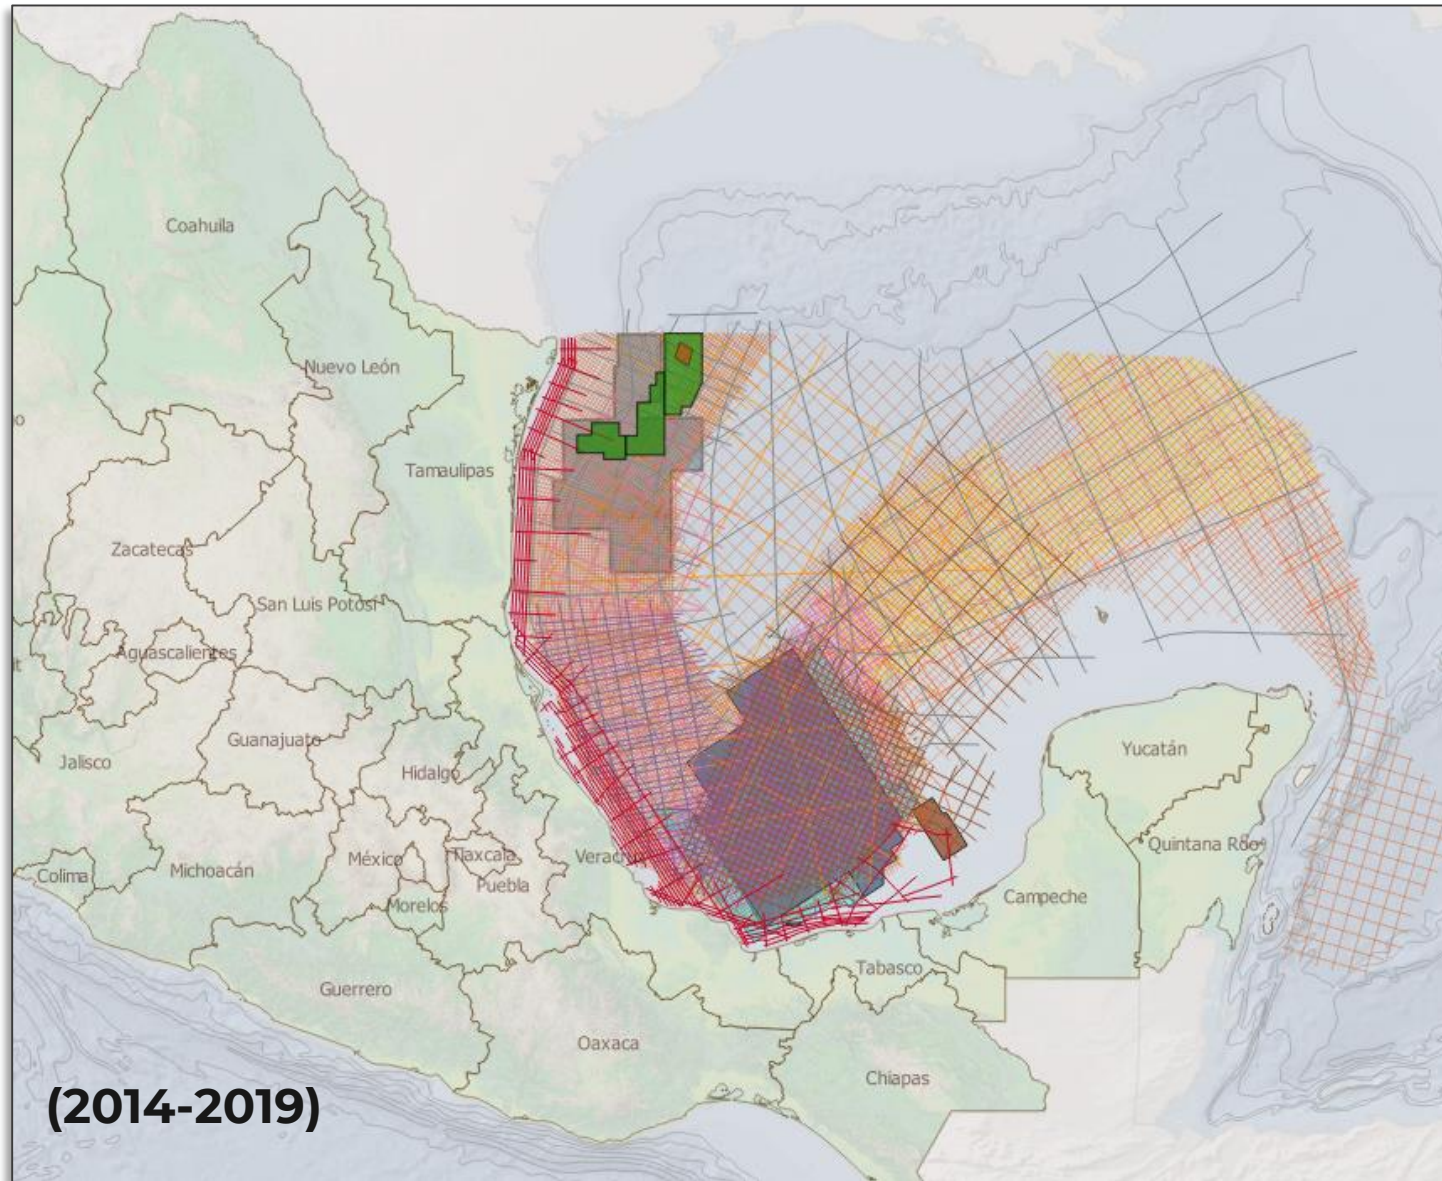 Coahuila
Nuevo León
Tamaulipas
Zacatecas
San Luis Potosí
Aguascalientes
Jalisco
Guanajuato
Hidalgo
Yucatán
Quintana Roo
Colima
Michoacán
México
Tlaxcala
Puebla
Morelos
Campeche
Guerrero
Tabasco
Oaxaca
Chiapas
(2014-2019)